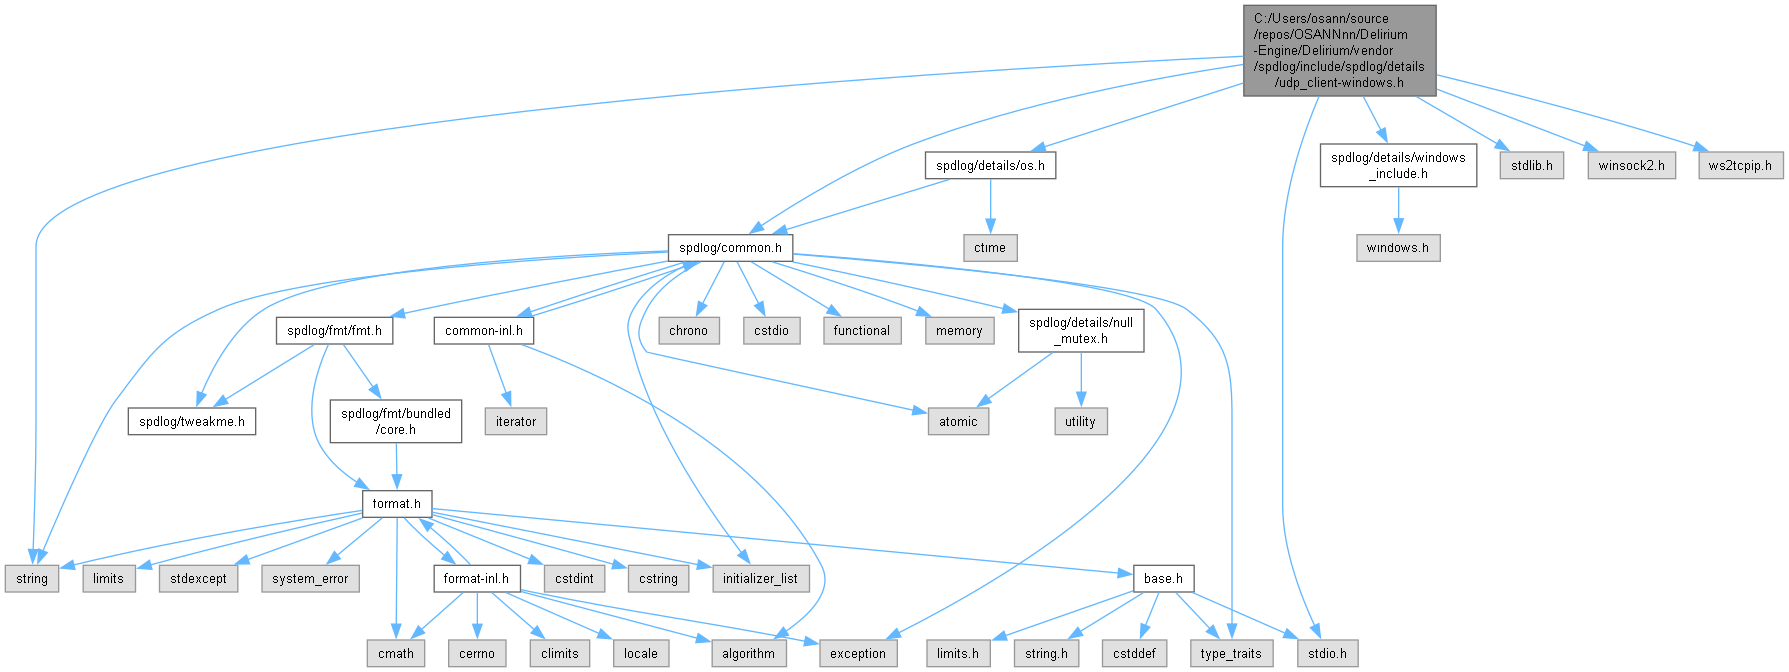 C:/Users/osann/source
/repos/OSANNnn/Delirium
-Engine/Delirium/vendor
/spdlog/include/spdlog/details
/udp_client-windows.h
spdlog/details/os.h
spdlog/details/windows
_include.h
stdlib.h
winsock2.h
ws2tcpip.h
spdlog/common.h
ctime
windows.h
spdlog/fmt/fmt.h
common-inl.h
chrono
cstdio
functional
memory
spdlog/details/null
_mutex.h
spdlog/tweakme.h
spdlog/fmt/bundled
/core.h
iterator
atomic
utility
format.h
string
limits
stdexcept
system_error
format-inl.h
cstdint
cstring
initializer_list
base.h
cmath
cerrno
climits
locale
algorithm
exception
limits.h
string.h
cstddef
type_traits
stdio.h